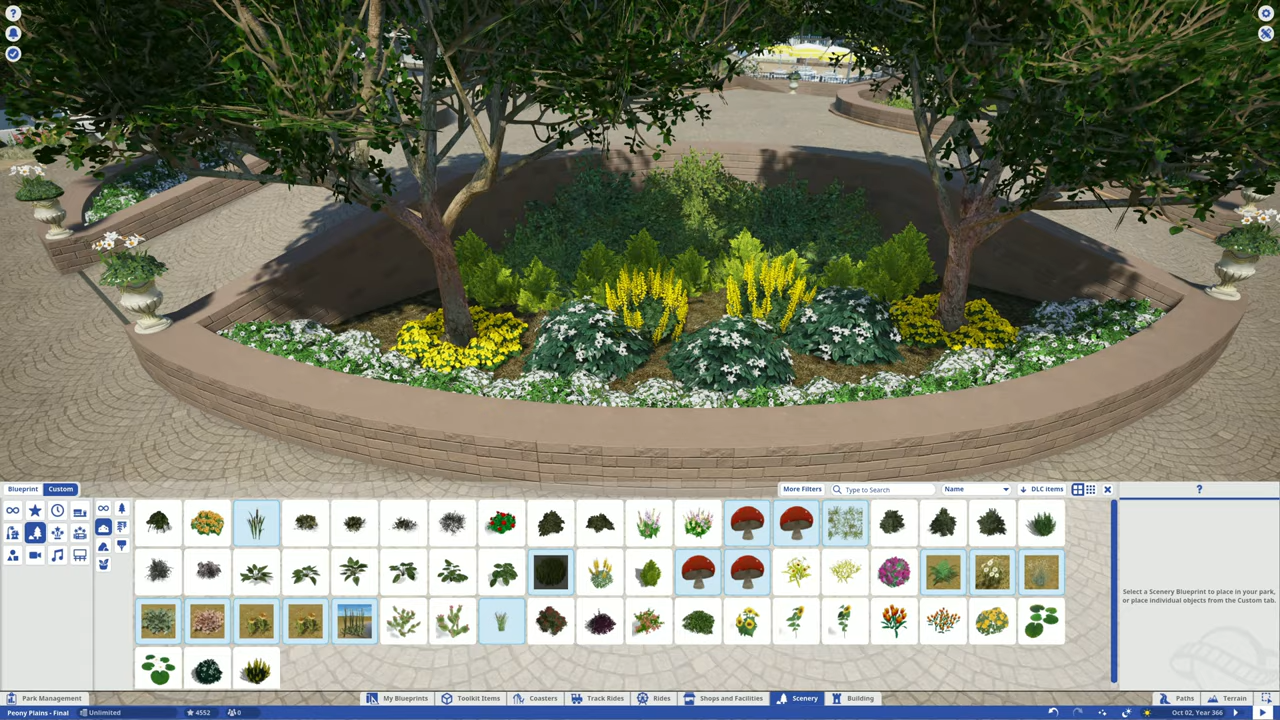 Blueprint
Custom
More Filters
Type to Search
Name
DLC Items
?
Select a Scenery Blueprint to place in your park,
or place individual objects from the Custom tab.
Park Management
My Blueprints
Toolkit Items
Coasters
Track Rides
Rides
Shops and Facilities
Scenery
Building
Paths
Terrain
Peony Plains - Final
Unlimited
4552
0
Oct 02, Year 366